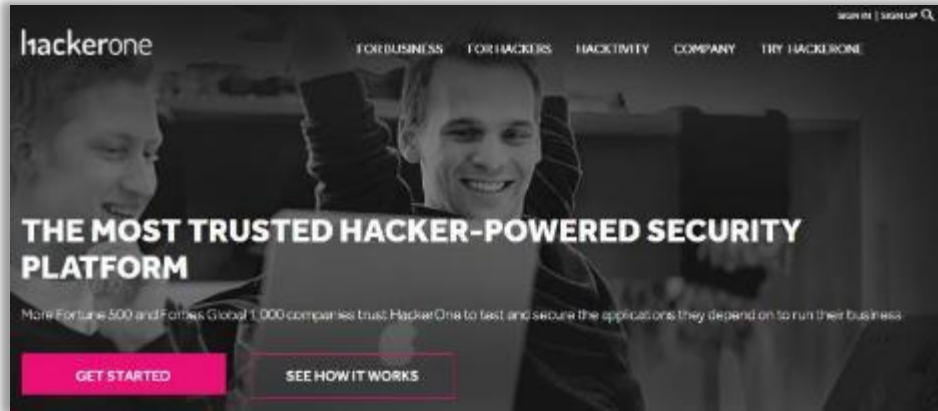 SIGN IN | SIGN UP
hackerone
FOR BUSINESS FOR HACKERS HACKTIVITY COMPANY TRY HACKERONE
THE MOST TRUSTED HACKER-POWERED SECURITY
PLATFORM
More Fortune 500 and Forbes Global 1,000 companies trust HackerOne to test and secure the applications they depend on to run their business
GET STARTED SEE HOW IT WORKS